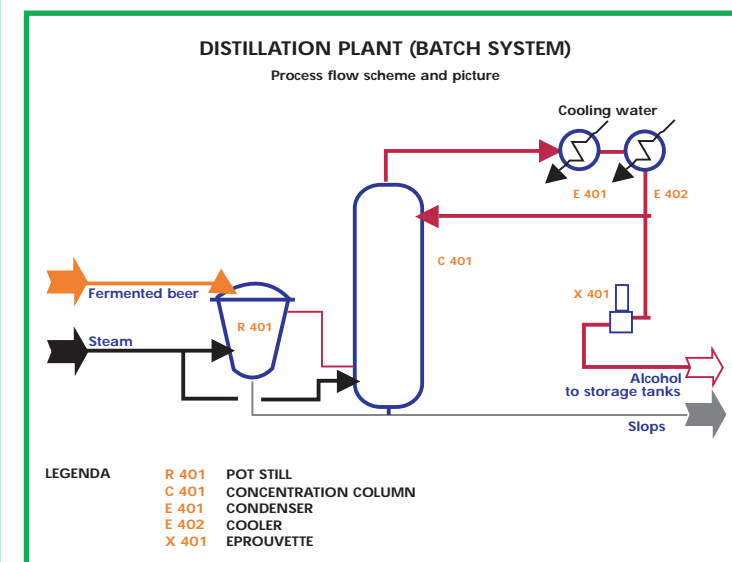 DISTILLATION PLANT (BATCH SYSTEM)
Process flow scheme and picture
Cooling water
E 401
E 402
C 401
Fermented beer
X 401
R 401
Steam
Alcohol
to storage tanks
Slops
LEGENDA
R 401 POT STILL
C 401 CONCENTRATION COLUMN
E 401 CONDENSER
E 402 COOLER
X 401 EPROUVETTE